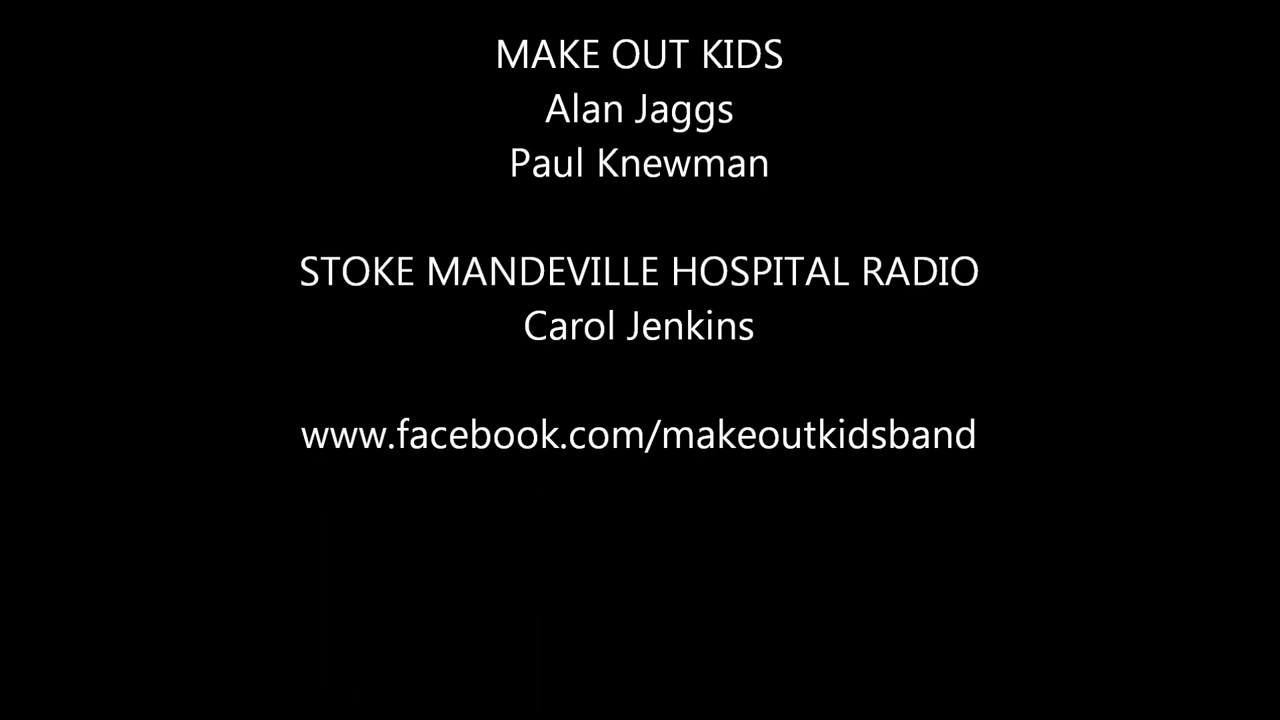 MAKE OUT KIDS
Alan Jaggs
Paul Knewman
STOKE MANDEVILLE HOSPITAL RADIO
Carol Jenkins
www.facebook.com/makeoutkidsband